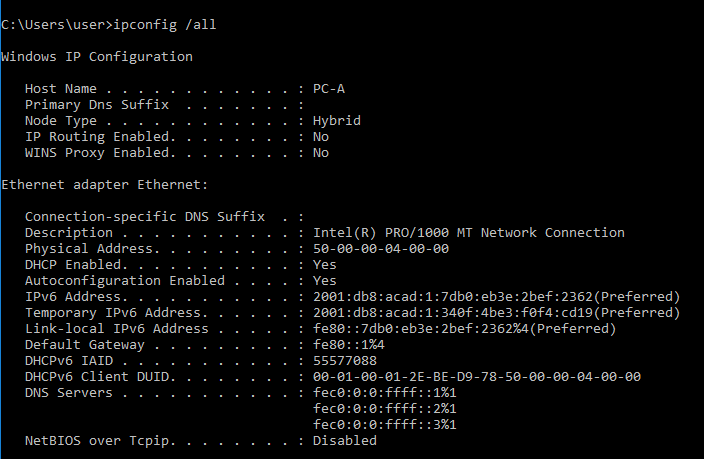 C:\Users\user>ipconfig /all
Windows IP Configuration
Host Name . . . . . . . . . . . . : PC-A
Primary Dns Suffix  . . . . . . . :
Node Type . . . . . . . . . . . . : Hybrid
IP Routing Enabled. . . . . . . . : No
WINS Proxy Enabled. . . . . . . . : No
Ethernet adapter Ethernet:
Connection-specific DNS Suffix  . :
Description . . . . . . . . . . . : Intel(R) PRO/1000 MT Network Connection
Physical Address. . . . . . . . . : 50-00-00-04-00-00
DHCP Enabled. . . . . . . . . . . : Yes
Autoconfiguration Enabled . . . . : Yes
IPv6 Address. . . . . . . . . . . : 2001:db8:acad:1:7db0:eb3e:2bef:2362(Preferred)
Temporary IPv6 Address. . . . . . : 2001:db8:acad:1:340f:4be3:f0f4:cd19(Preferred)
Link-local IPv6 Address . . . . . : fe80::7db0:eb3e:2bef:2362%4(Preferred)
Default Gateway . . . . . . . . . : fe80::1%4
DHCPv6 IAID . . . . . . . . . . . : 55577088
DHCPv6 Client DUID. . . . . . . . : 00-01-00-01-2E-BE-D9-78-50-00-00-04-00-00
DNS Servers . . . . . . . . . . . : fec0:0:0:ffff::1%1
fec0:0:0:ffff::2%1
fec0:0:0:ffff::3%1
NetBIOS over Tcpip. . . . . . . . : Disabled